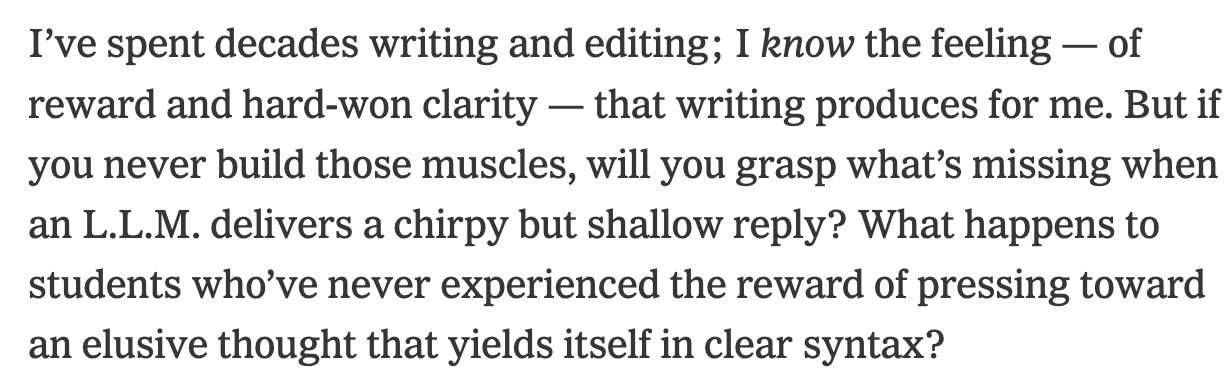 I’ve spent decades writing and editing; I know the feeling — of
reward and hard-won clarity — that writing produces for me. But if
you never build those muscles, will you grasp what’s missing when
an L.L.M. delivers a chirpy but shallow reply? What happens to
students who’ve never experienced the reward of pressing toward
an elusive thought that yields itself in clear syntax?